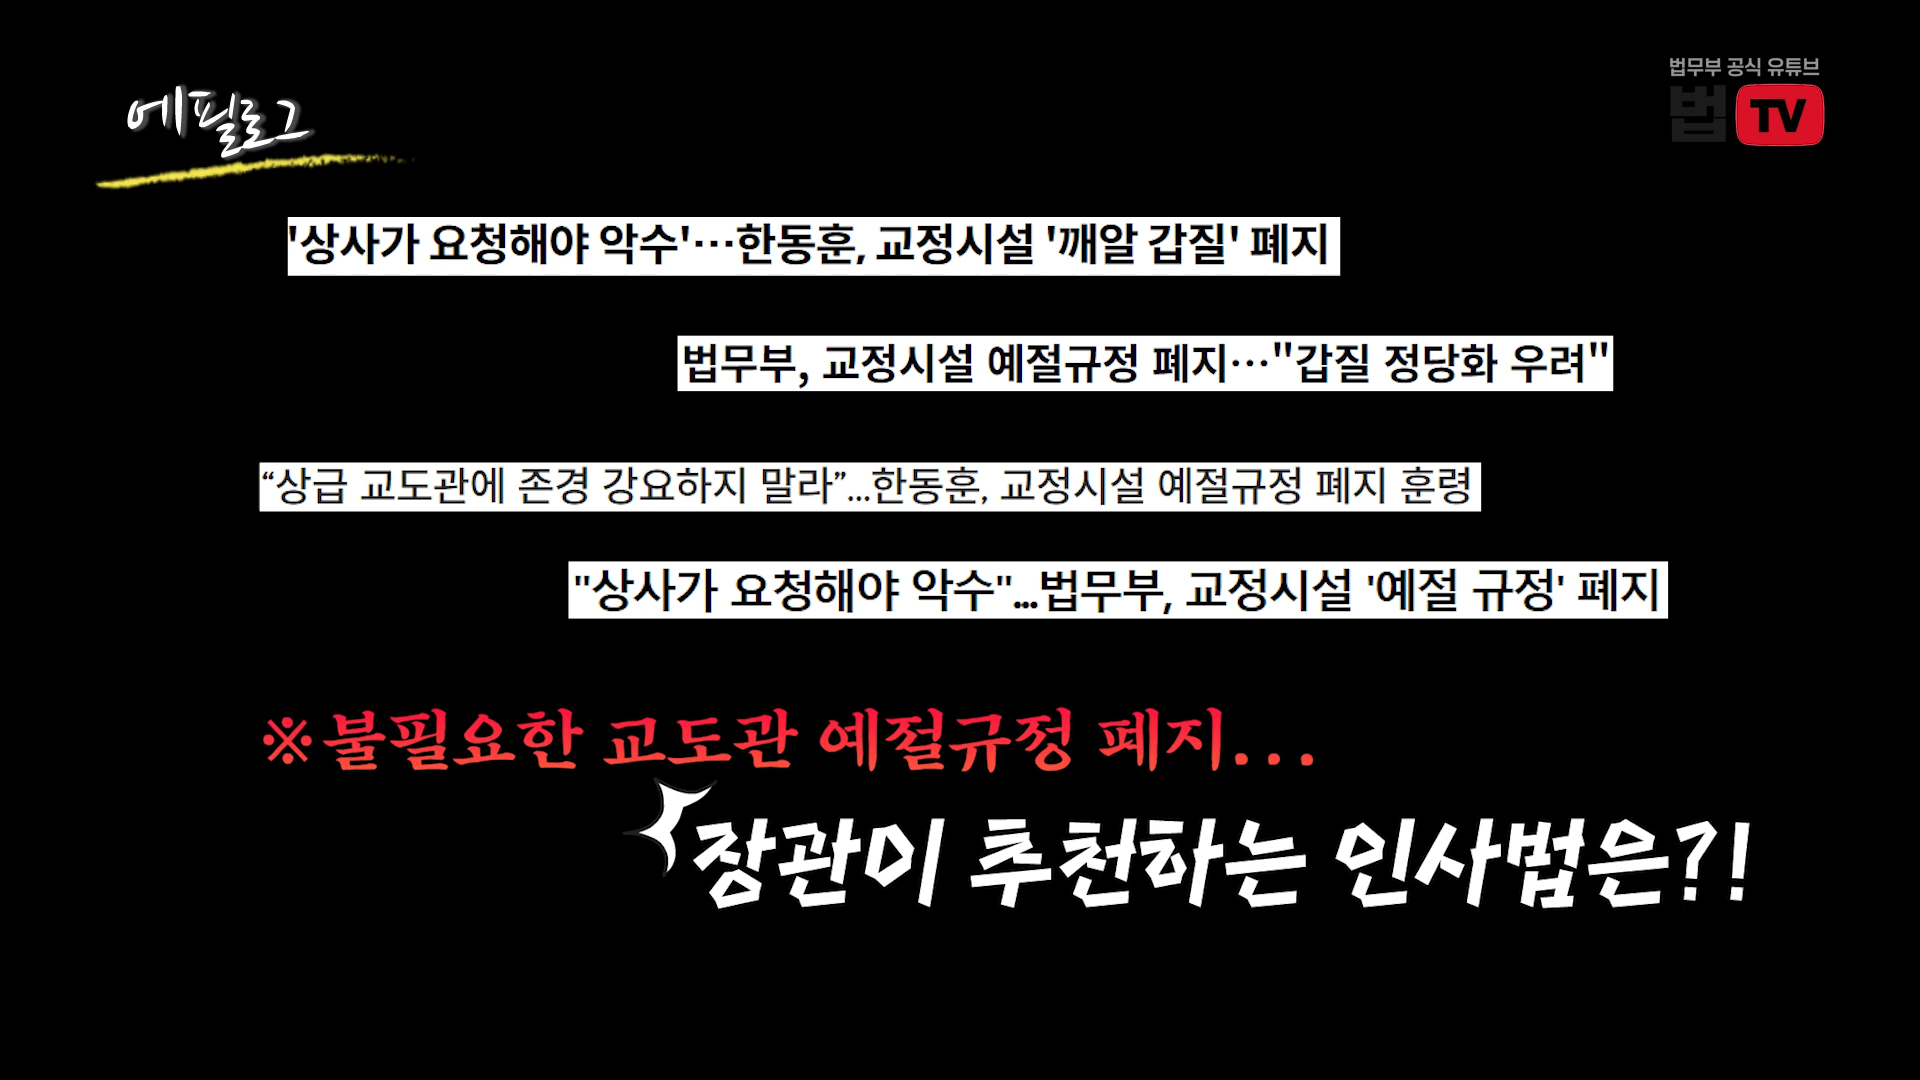 에필로그
법무부 공식 유튜브
법 TV
'상사가 요청해야 악수'…한동훈, 교정시설 '깨알 갑질' 폐지
법무부, 교정시설 예절규정 폐지…"갑질 정당화 우려"
“상급 교도관에 존경 강요하지 말라”...한동훈, 교정시설 예절규정 폐지 훈령
"상사가 요청해야 악수"...법무부, 교정시설 '예절 규정' 폐지
※불필요한 교도관 예절규정 폐지...
장관이 추천하는 인사법은?!